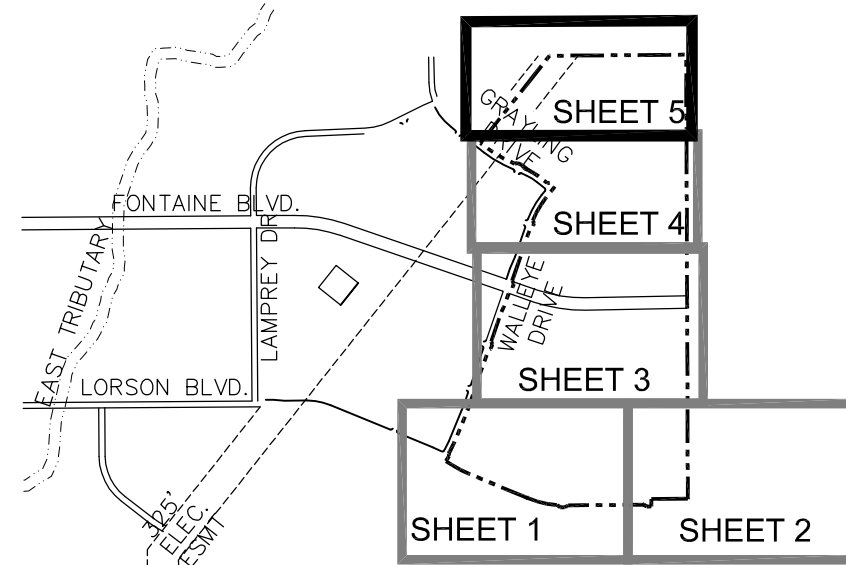 GRAYLING
DRIVE
SHEET 5
FONTAINE BLVD.
SHEET 4
EAST TRIBUTARY
LAMPREY DR
WALLEYE
DRIVE
LORSON BLVD.
SHEET 3
325'
ELEC.
ESMT
SHEET 1
SHEET 2